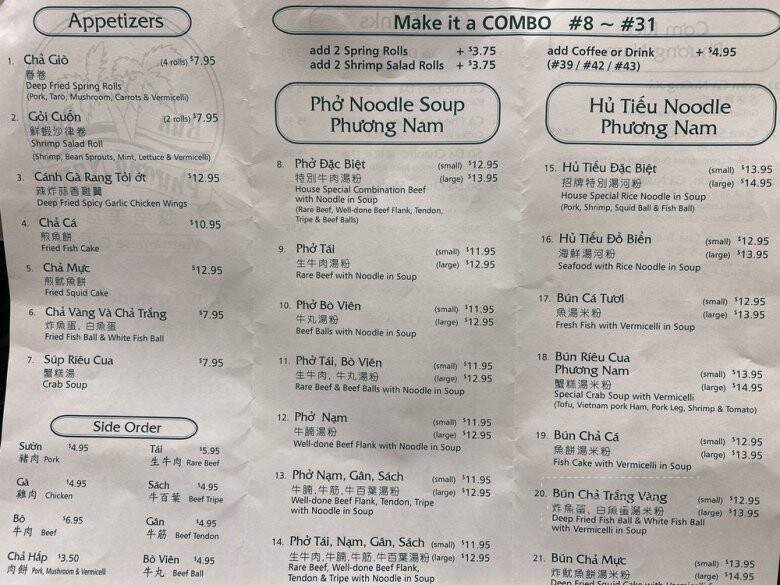 Appetizers
1. Chả Giò (4 rolls) $7.95
春卷
Deep Fried Spring Rolls
(Pork, Taro, Mushroom, Carrots & Vermicelli)
2. Gỏi Cuốn (2 rolls) $7.95
鮮蝦沙律卷
Shrimp Salad Roll
(Shrimp, Bean Sprouts, Mint, Lettuce & Vermicelli)
3. Cánh Gà Rang Tỏi ớt $12.95
辣炸蒜香雞翼
Deep Fried Spicy Garlic Chicken Wings
4. Chả Cá $10.95
煎魚餅
Fried Fish Cake
5. Chả Mực $12.95
煎魷魚餅
Fried Squid Cake
6. Chả Vàng Và Chả Trắng $7.95
炸魚蛋, 白魚蛋
Fried Fish Ball & White Fish Ball
7. Súp Riêu Cua $7.95
蟹糕湯
Crab Soup
Side Order
Sườn $4.95
豬肉 Pork
Gà $4.95
雞肉 Chicken
Bò $6.95
牛肉 Beef
Chả Hấp $3.50
肉餅 Pork, Mushroom & Vermicelli
Tái $5.95
生牛肉 Rare Beef
Sách $4.95
牛百葉 Beef Tripe
Gân $4.95
牛筋 Beef Tendon
Bò Viên $4.95
牛丸 Beef Ball
Make it a COMBO #8 ~ #31
add 2 Spring Rolls + $3.75
add 2 Shrimp Salad Rolls + $3.75
add Coffee or Drink + $4.95
(#39 / #42 / #43)
Phở Noodle Soup
Phương Nam
8. Phở Đặc Biệt (small) $12.95
特別牛肉湯粉 (large) $13.95
House Special Combination Beef
with Noodle in Soup
(Rare Beef, Well-done Beef Flank, Tendon,
Tripe & Beef Balls)
9. Phở Tái (small) $11.95
生牛肉湯粉 (large) $12.95
Rare Beef with Noodle in Soup
10. Phở Bò Viên (small) $11.95
牛丸湯粉 (large) $12.95
Beef Balls with Noodle in Soup
11. Phở Tái, Bò Viên (small) $11.95
生牛肉, 牛丸湯粉 (large) $12.95
Rare Beef & Beef Balls with Noodle in Soup
12. Phở Nạm (small) $11.95
牛腩湯粉 (large) $12.95
Well-done Beef Flank with Noodle in Soup
13. Phở Nạm, Gân, Sách (small) $11.95
牛腩,牛筋,牛百葉湯粉 (large) $12.95
Well-done Beef Flank, Tendon, Tripe
with Noodle in Soup
14. Phở Tái, Nạm, Gân, Sách (small) $11.95
生牛肉,牛腩,牛筋,牛百葉湯粉 (large) $12.95
Rare Beef, Well-done Beef Flank,
Tendon & Tripe with Noodle in Soup
Hủ Tiếu Noodle
Phương Nam
15. Hủ Tiếu Đặc Biệt (small) $13.95
招牌特別湯河粉 (large) $14.95
House Special Rice Noodle in Soup
(Pork, Shrimp, Squid Ball & Fish Ball)
16. Hủ Tiếu Đồ Biển (small) $12.95
海鮮湯河粉 (large) $13.95
Seafood with Rice Noodle in Soup
17. Bún Cá Tươi (small) $12.95
魚湯米粉 (large) $13.95
Fresh Fish with Vermicelli in Soup
18. Bún Riêu Cua
Phương Nam (small) $13.95
蟹糕湯米粉 (large) $14.95
Special Crab Soup with Vermicelli
(Tofu, Vietnam pork Ham, Pork Leg, Shrimp & Tomato)
19. Bún Chả Cá (small) $12.95
魚餅湯米粉 (large) $13.95
Fish Cake with Vermicelli in Soup
20. Bún Chả Trắng Vàng (small) $12.95
炸魚蛋, 白魚蛋湯米粉 (large) $13.95
Deep Fried Fish Ball & White Fish Ball
with Vermicelli in Soup
21. Bún Chả Mực (small) $13.95
炸魷魚餅湯米粉 (large) $14.95
Deep Fried Squid Cake with Vermicelli in Soup